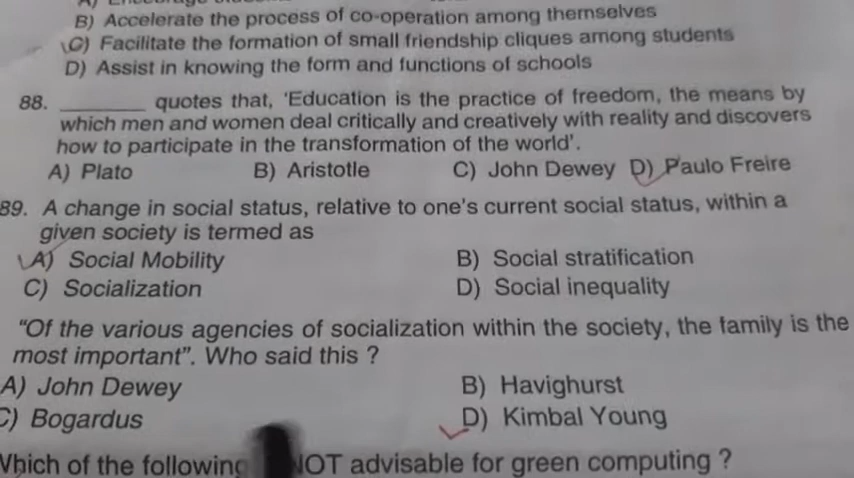 B) Accelerate the process of co-operation among themselves
C) Facilitate the formation of small friendship cliques among students
D) Assist in knowing the form and functions of schools
88. ________ quotes that, 'Education is the practice of freedom, the means by
which men and women deal critically and creatively with reality and discovers
how to participate in the transformation of the world'.
A) Plato B) Aristotle C) John Dewey D) Paulo Freire
89. A change in social status, relative to one's current social status, within a
given society is termed as
A) Social Mobility B) Social stratification
C) Socialization D) Social inequality
"Of the various agencies of socialization within the society, the family is the
most important". Who said this ?
A) John Dewey B) Havighurst
C) Bogardus D) Kimbal Young
Which of the following NOT advisable for green computing ?